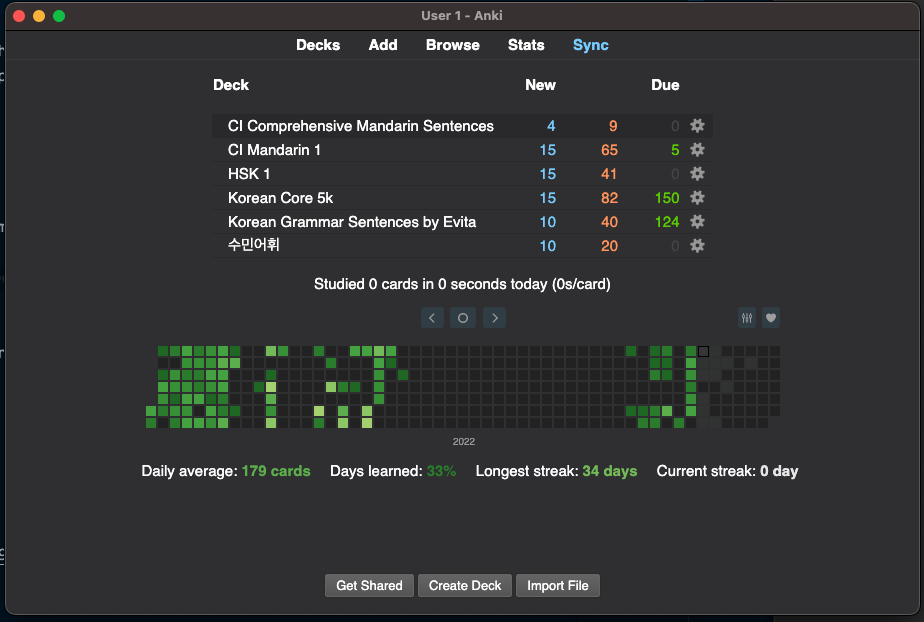 User 1 - Anki
Decks Add Browse Stats Sync
Deck New Due
CI Comprehensive Mandarin Sentences 4 9 0
CI Mandarin 1 15 65 5
HSK 1 15 41 0
Korean Core 5k 15 82 150
Korean Grammar Sentences by Evita 10 40 124
수민어휘 10 20 0
Studied 0 cards in 0 seconds today (0s/card)
2022
Daily average: 179 cards Days learned: 33% Longest streak: 34 days Current streak: 0 day
Get Shared Create Deck Import File